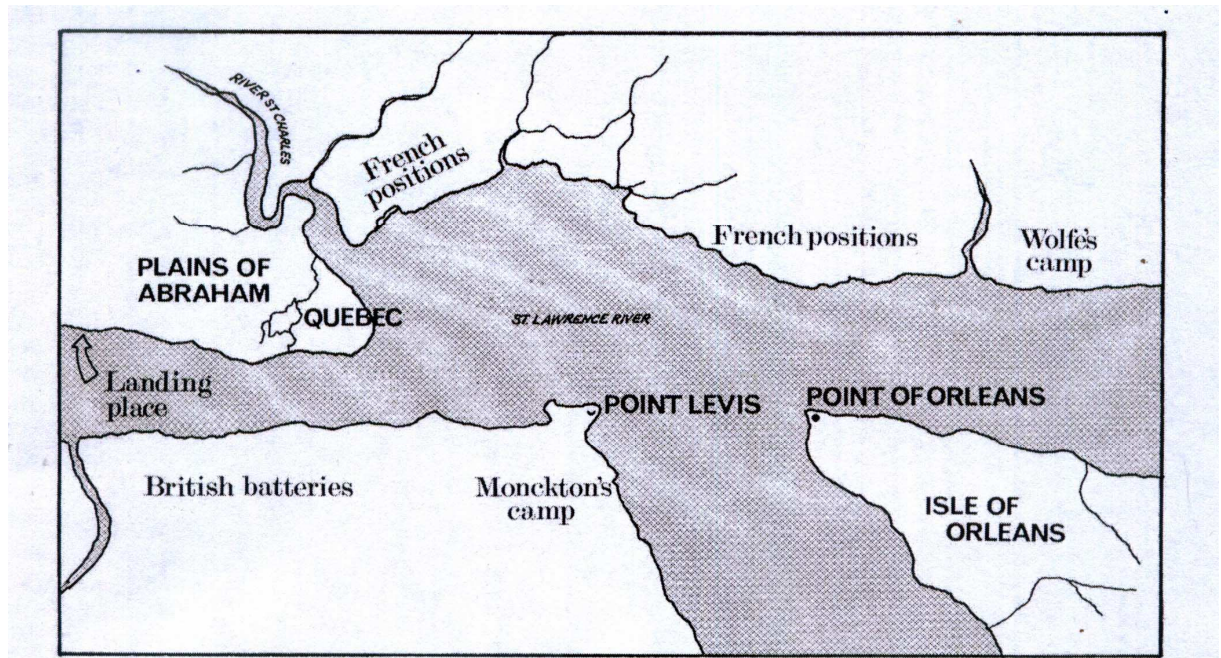 RIVER ST CHARLES
French
positions
French positions
Wolfe's
camp
PLAINS OF
ABRAHAM
QUEBEC
ST. LAWRENCE RIVER
Landing
place
POINT LEVIS
POINT OF ORLEANS
British batteries
Monckton's
camp
ISLE OF
ORLEANS